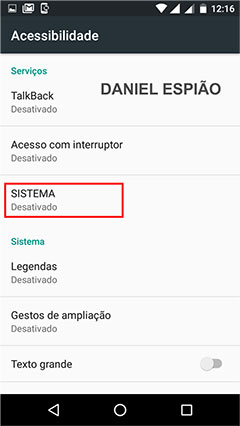 12:16
Acessibilidade
Serviços
DANIEL ESPIÃO
TalkBack
Desativado
Acesso com interruptor
Desativado
SISTEMA
Desativado
Sistema
Legendas
Desativado
Gestos de ampliação
Desativado
Texto grande